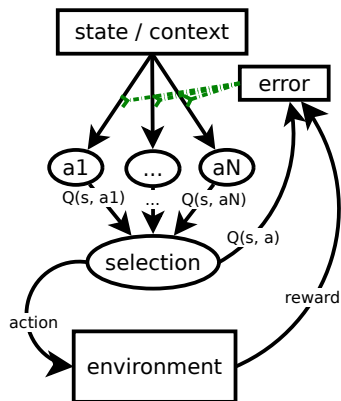 state / context
error
a1
...
aN
Q(s, a1)
...
Q(s, aN)
Q(s, a)
selection
reward
action
environment